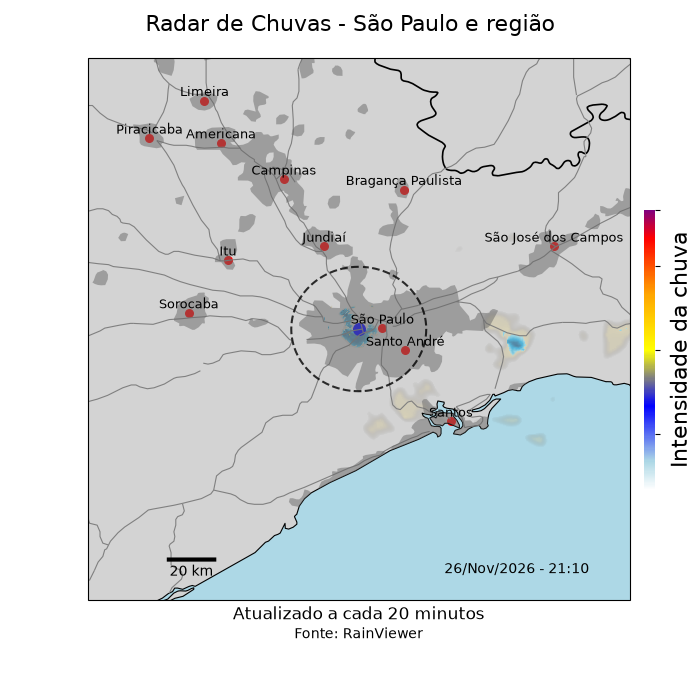 Radar de Chuvas - São Paulo e região
Limeira
Piracicaba
Americana
Campinas
Bragança Paulista
Jundiaí
São José dos Campos
Itu
Sorocaba
São Paulo
Santo André
Santos
Intensidade da chuva
20 km
26/Nov/2026 - 21:10
Atualizado a cada 20 minutos
Fonte: RainViewer